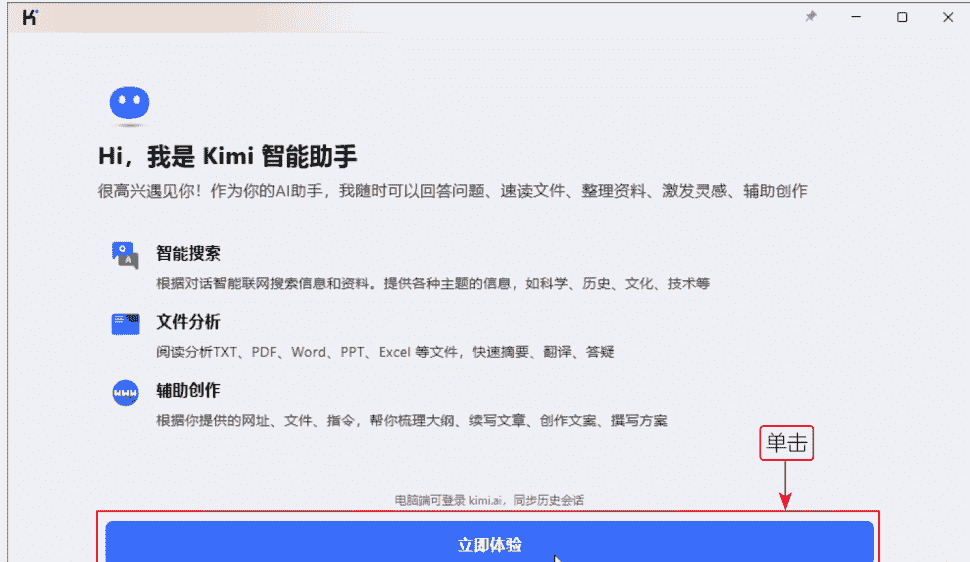 K
Hi，我是 Kimi 智能助手
很高兴遇见你！作为你的AI助手，我随时可以回答问题、速读文件、整理资料、激发灵感、辅助创作
Q
A
智能搜索
根据对话智能联网搜索信息和资料。提供各种主题的信息，如科学、历史、文化、技术等
文件分析
阅读分析TXT、PDF、Word、PPT、Excel 等文件，快速摘要、翻译、答疑
www
辅助创作
根据你提供的网址、文件、指令，帮你梳理大纲、续写文章、创作文案、撰写方案
单击
电脑端可登录 kimi.ai，同步历史会话
立即体验